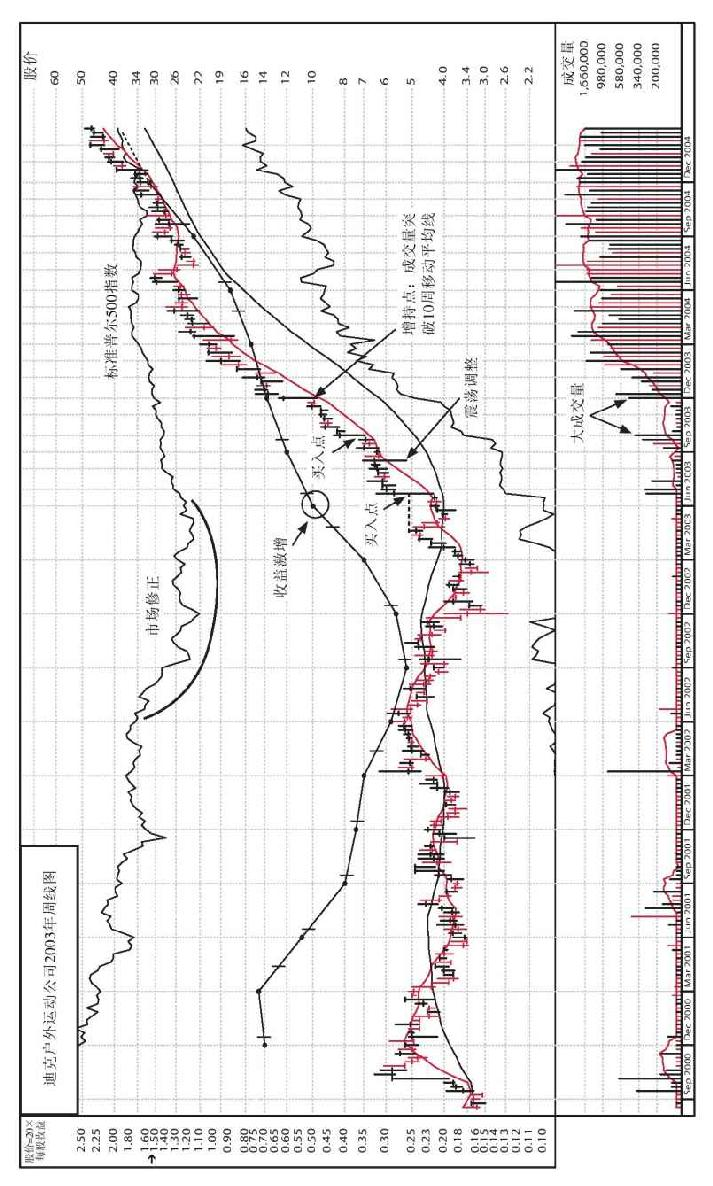 迪克户外运动公司2003年周线图
股价=20×
每股收益
2.50
2.25
2.00
1.80
1.60
1.50
1.40
1.30
1.20
1.10
1.00
0.90
0.80
0.75
0.70
0.65
0.60
0.55
0.50
0.45
0.40
0.35
0.30
0.25
0.23
0.20
0.18
0.16
0.15
0.14
0.13
0.12
0.11
0.10
标准普尔500指数
市场修正
收益激增
买入点
买入点
震荡调整
增持点：成交量突
破10周移动平均线
大成交量
股价
60
50
40
34
30
26
22
19
16
14
12
10
8
7
6
5
4.0
3.4
3.0
2.6
2.2
成交量
1,660,000
980,000
580,000
340,000
200,000
Sep 2000
Dec 2000
Mar 2001
Jun 2001
Sep 2001
Dec 2001
Mar 2002
Jun 2002
Sep 2002
Dec 2002
Mar 2003
Jun 2003
Sep 2003
Dec 2003
Mar 2004
Jun 2004
Sep 2004
Dec 2004